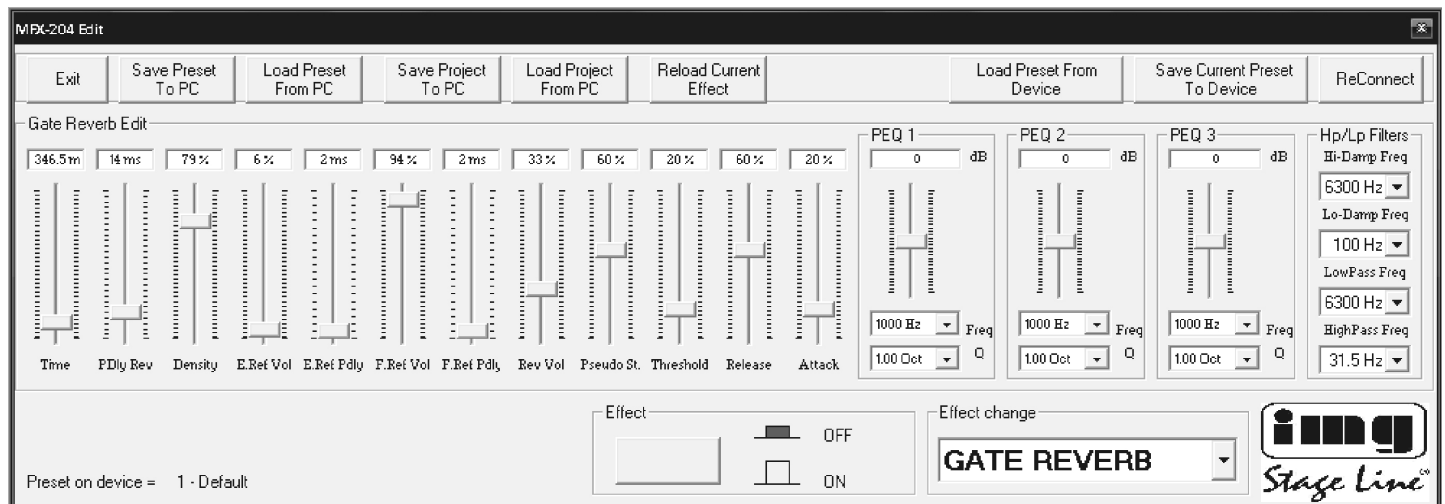 MFX-204 Edit
Exit
Save Preset
To PC
Load Preset
From PC
Save Project
To PC
Load Project
From PC
Reload Current
Effect
Load Preset From
Device
Save Current Preset
To Device
ReConnect
Gate Reverb Edit
346.5 m 14 ms 79 % 6 % 2 ms 94 % 2 ms 33 % 60 % 20 % 60 % 20 %
Time PDly Rev Density E.Ref Vol E.Ref Pdly F.Ref Vol F.Ref Pdly Rev Vol Pseudo St. Threshold Release Attack
PEQ 1
0 dB
1000 Hz Freq
1.00 Oct Q
PEQ 2
0 dB
1000 Hz Freq
1.00 Oct Q
PEQ 3
0 dB
1000 Hz Freq
1.00 Oct Q
Hp/Lp Filters
Hi-Damp Freq
6300 Hz
Lo-Damp Freq
100 Hz
LowPass Freq
6300 Hz
HighPass Freq
31.5 Hz
Preset on device = 1 - Default
Effect
OFF
ON
Effect change
GATE REVERB
img
Stage Line